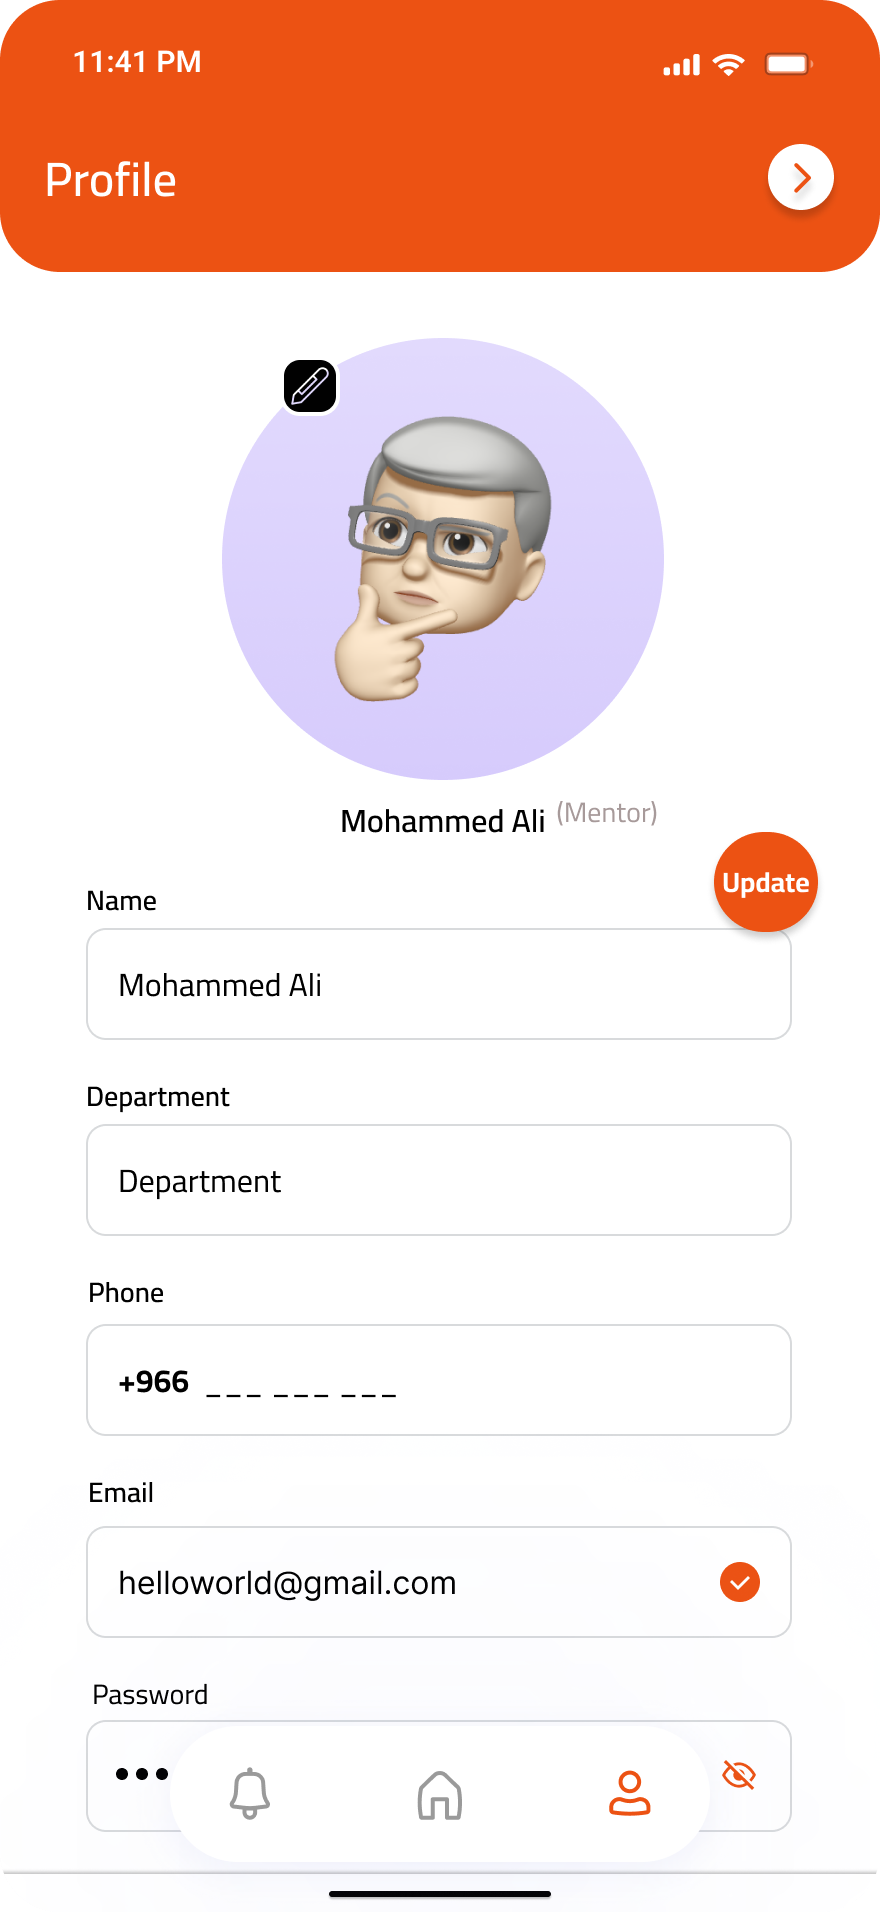 11:41 PM
Profile
Mohammed Ali (Mentor)
Update
Name
Mohammed Ali
Department
Department
Phone
+966 _ _ _ _ _ _ _ _ _
Email
helloworld@gmail.com
Password
•••